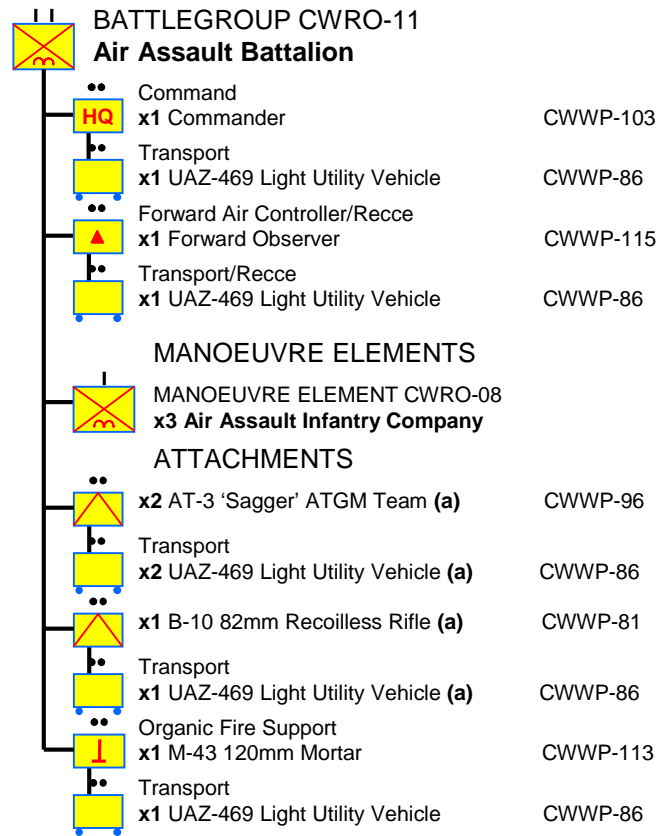 BATTLEGROUP CWRO-11
Air Assault Battalion
Command
HQ x1 Commander CWWP-103
Transport
x1 UAZ-469 Light Utility Vehicle CWWP-86
Forward Air Controller/Recce
x1 Forward Observer CWWP-115
Transport/Recce
x1 UAZ-469 Light Utility Vehicle CWWP-86
MANOEUVRE ELEMENTS
MANOEUVRE ELEMENT CWRO-08
x3 Air Assault Infantry Company
ATTACHMENTS
x2 AT-3 ‘Sagger’ ATGM Team (a) CWWP-96
Transport
x2 UAZ-469 Light Utility Vehicle (a) CWWP-86
x1 B-10 82mm Recoilless Rifle (a) CWWP-81
Transport
x1 UAZ-469 Light Utility Vehicle (a) CWWP-86
Organic Fire Support
x1 M-43 120mm Mortar CWWP-113
Transport
x1 UAZ-469 Light Utility Vehicle CWWP-86